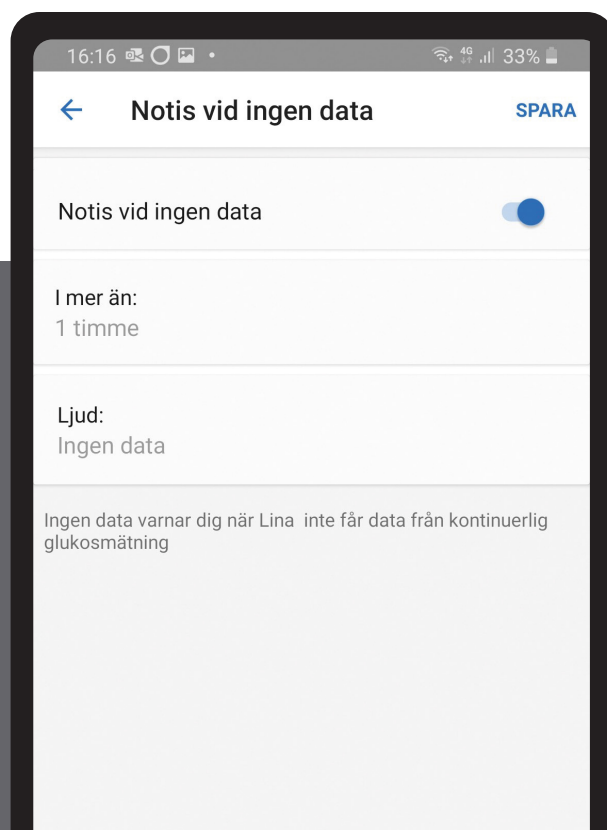 16:16 4G 33%
Notis vid ingen data SPARA
Notis vid ingen data
I mer än:
1 timme
Ljud:
Ingen data
Ingen data varnar dig när Lina inte får data från kontinuerlig
glukosmätning